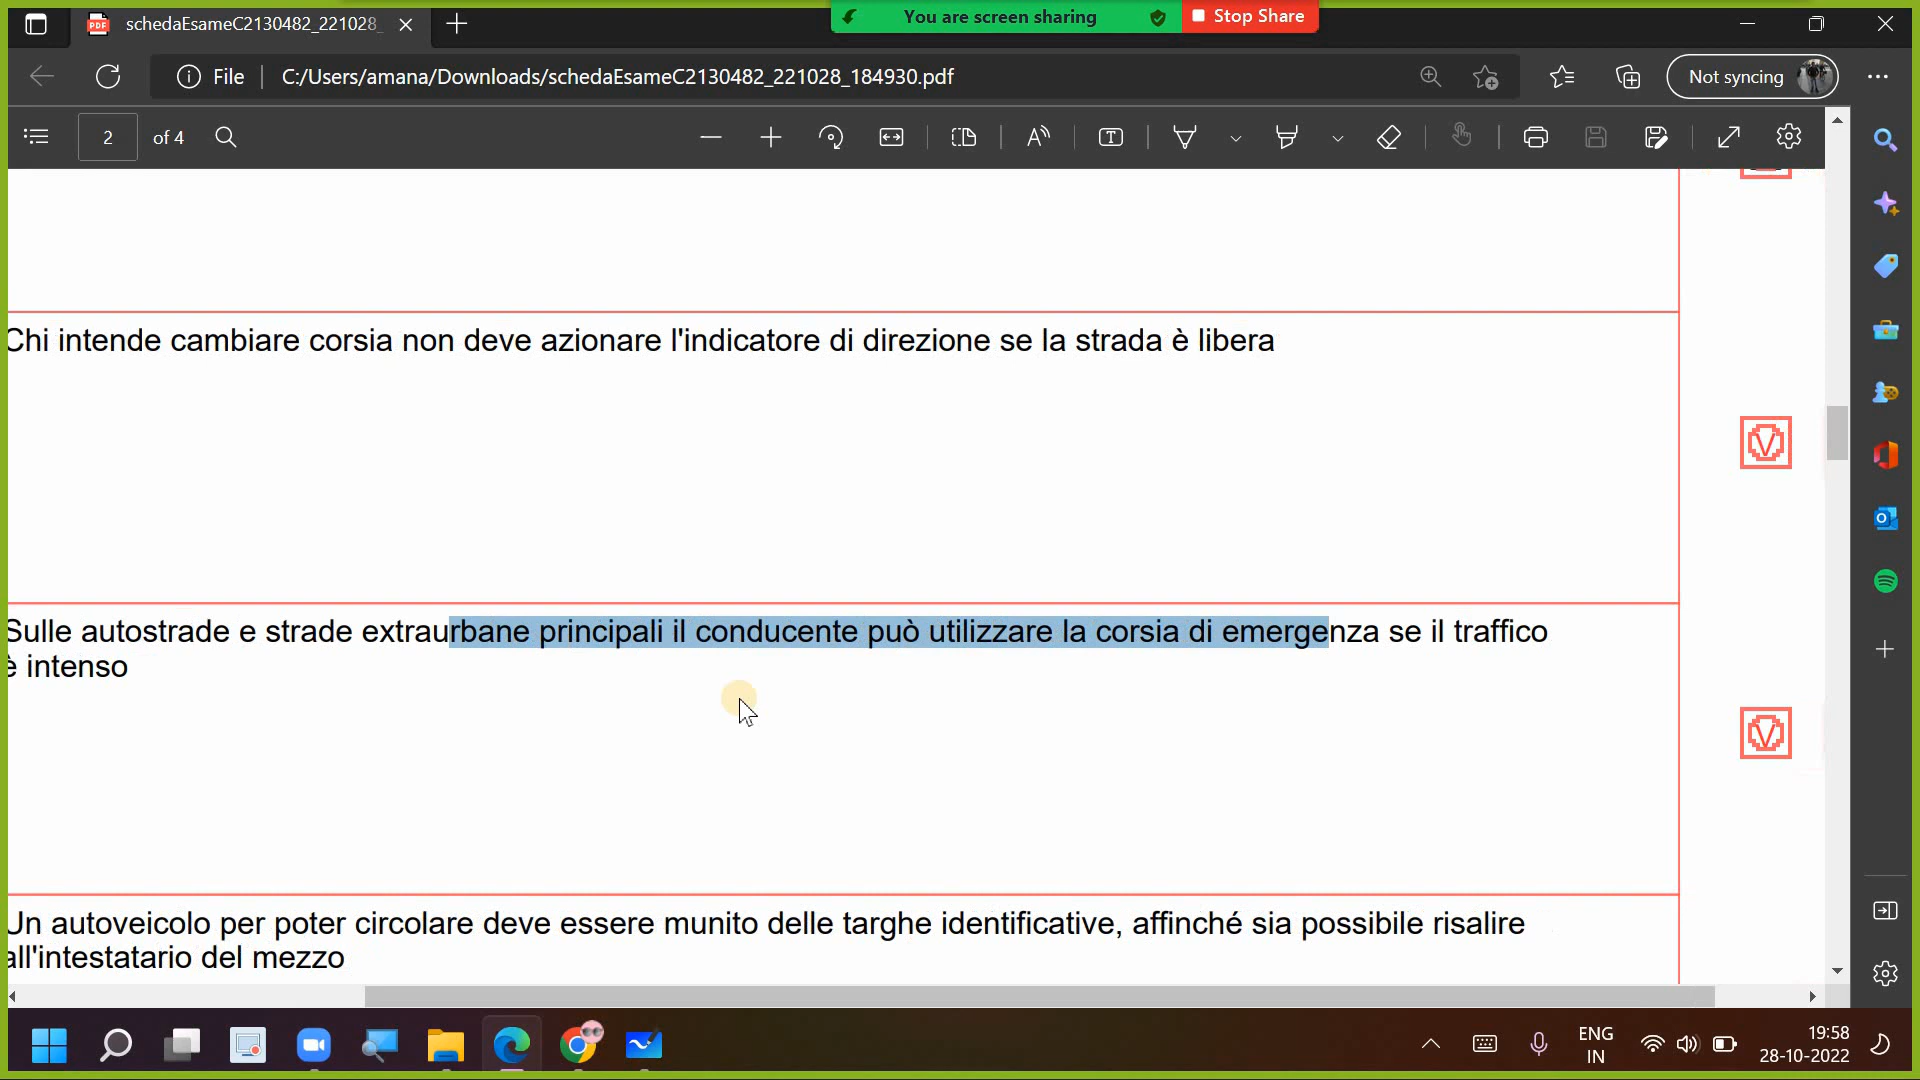 schedaEsameC2130482_221028_
You are screen sharing
Stop Share
File
C:/Users/amana/Downloads/schedaEsameC2130482_221028_184930.pdf
Not syncing
2
of 4
Chi intende cambiare corsia non deve azionare l'indicatore di direzione se la strada è libera
V
Sulle autostrade e strade extraurbane principali il conducente può utilizzare la corsia di emergenza se il traffico
è intenso
V
Un autoveicolo per poter circolare deve essere munito delle targhe identificative, affinché sia possibile risalire
all'intestatario del mezzo
ENG
IN
19:58
28-10-2022